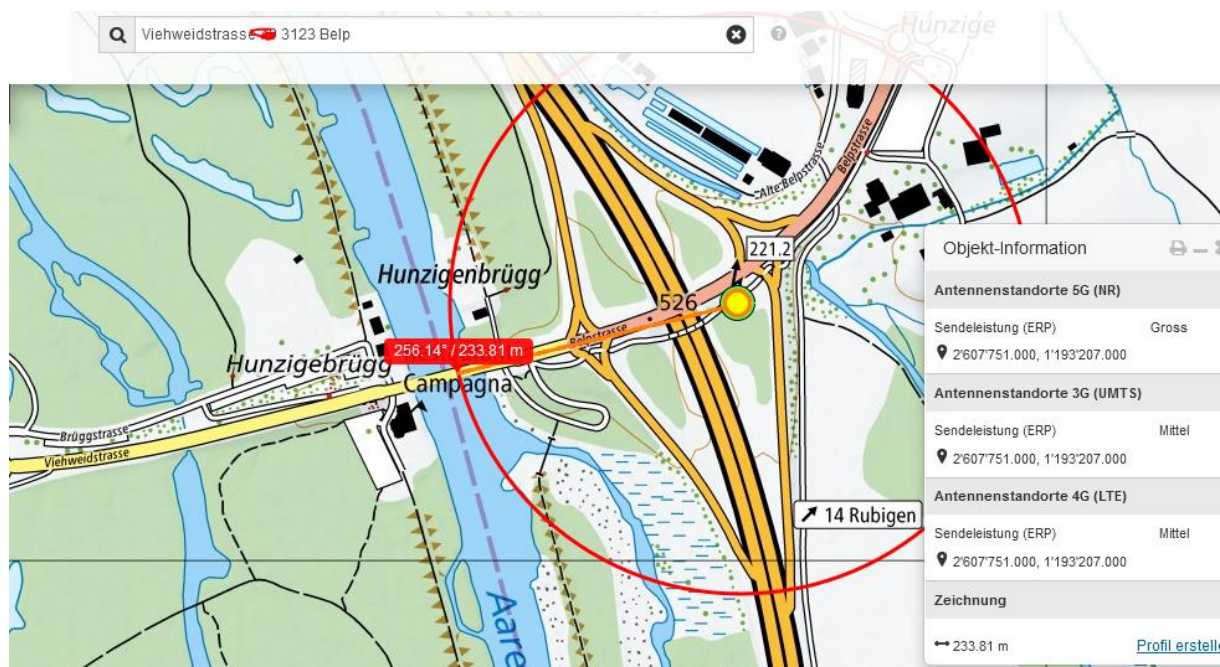 Viehweidstrasse 3123 Belp
Hunzige
Alte Belpstrasse
Belpstrasse
221.2
Hunzigenbrügg
526
Belpstrasse
256.14° / 233.81 m
Hunzigebrügg
Campagna
Brüggstrasse
Viehweidstrasse
14 Rubigen
Aare
Objekt-Information
Antennenstandorte 5G (NR)
Sendeleistung (ERP) Gross
2'607'751.000, 1'193'207.000
Antennenstandorte 3G (UMTS)
Sendeleistung (ERP) Mittel
2'607'751.000, 1'193'207.000
Antennenstandorte 4G (LTE)
Sendeleistung (ERP) Mittel
2'607'751.000, 1'193'207.000
Zeichnung
233.81 m Profil erstelle